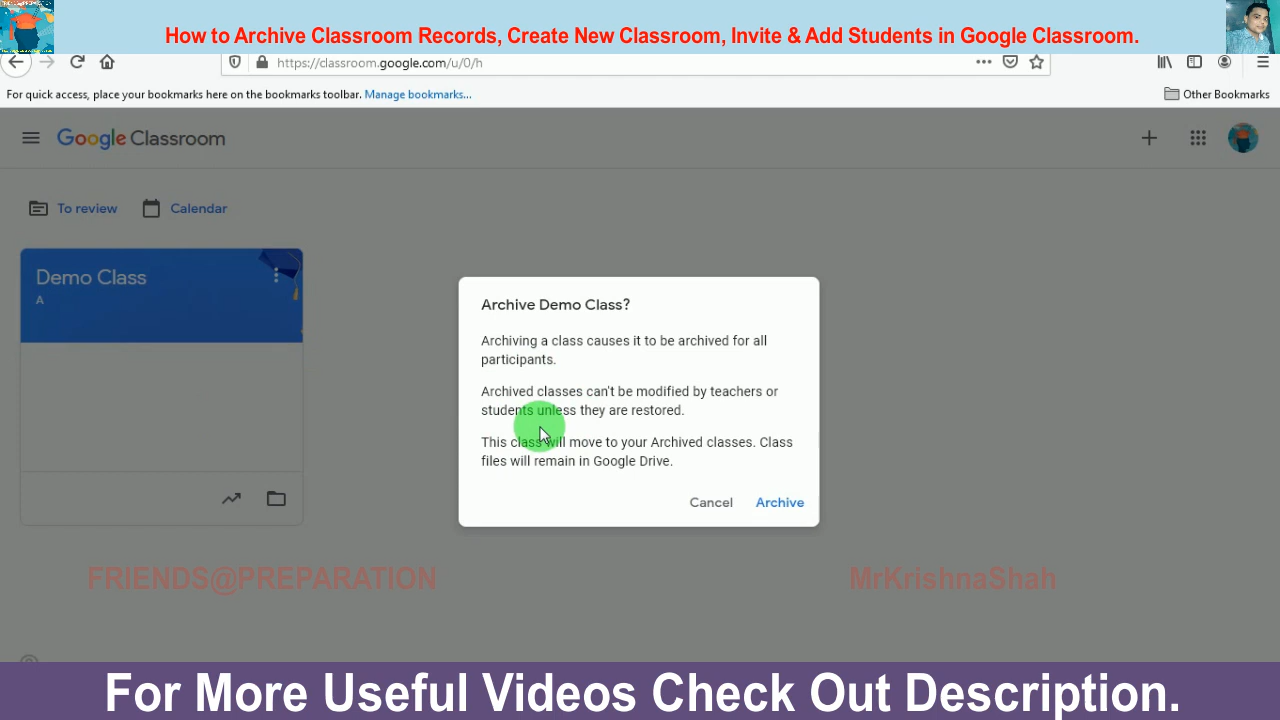 How to Archive Classroom Records, Create New Classroom, Invite & Add Students in Google Classroom.
https://classroom.google.com/u/0/h
For quick access, place your bookmarks here on the bookmarks toolbar. Manage bookmarks...
Other Bookmarks
Google Classroom
To review
Calendar
Demo Class
A
Archive Demo Class?
Archiving a class causes it to be archived for all
participants.
Archived classes can't be modified by teachers or
students unless they are restored.
This class will move to your Archived classes. Class
files will remain in Google Drive.
Cancel
Archive
FRIENDS@PREPARATION
MrKrishnaShah
For More Useful Videos Check Out Description.